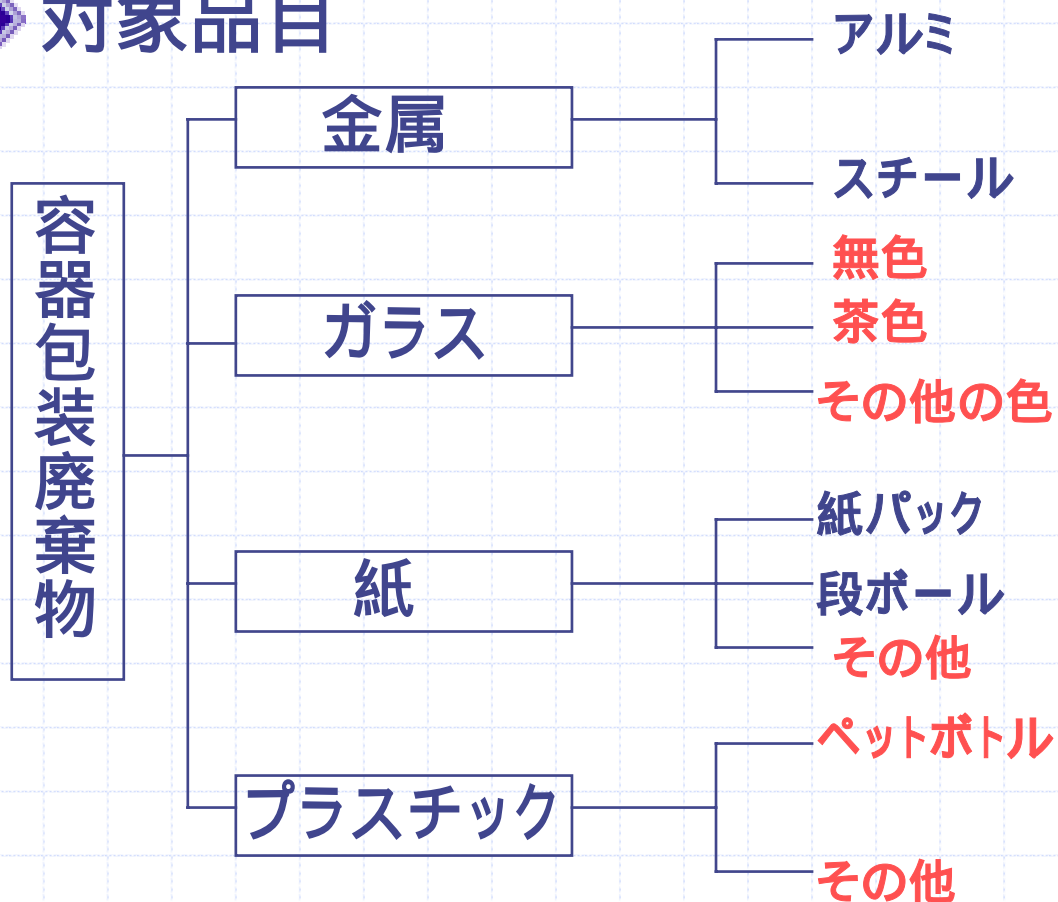 対象品目
容器包装廃棄物
金属
アルミ
スチール
ガラス
無色
茶色
その他の色
紙
紙パック
段ボール
その他
プラスチック
ペットボトル
その他